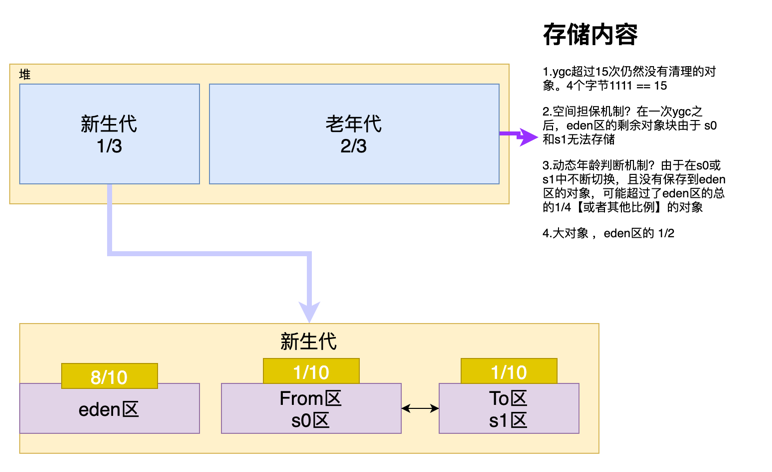 存储内容
堆
新生代
1/3
老年代
2/3
1.ygc超过15次仍然没有清理的对
象。4个字节1111 == 15
2.空间担保机制？在一次ygc之
后，eden区的剩余对象块由于 s0
和s1无法存储
3.动态年龄判断机制？由于在s0或
s1中不断切换，且没有保存到eden
区的对象，可能超过了eden区的总
的1/4【或者其他比例】的对象
4.大对象 ，eden区的 1/2
新生代
8/10
eden区
1/10
From区
s0区
1/10
To区
s1区